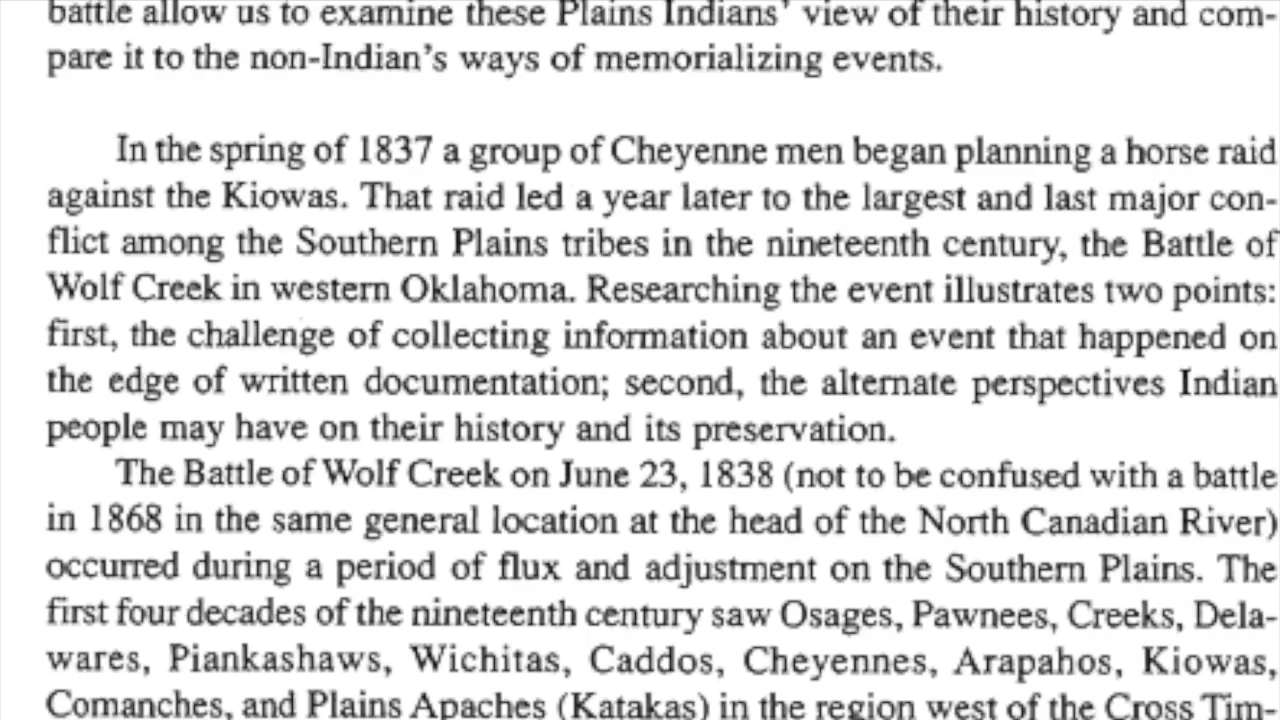 battle allow us to examine these Plains Indians' view of their history and com-
pare it to the non-Indian's ways of memorializing events.
In the spring of 1837 a group of Cheyenne men began planning a horse raid
against the Kiowas. That raid led a year later to the largest and last major con-
flict among the Southern Plains tribes in the nineteenth century, the Battle of
Wolf Creek in western Oklahoma. Researching the event illustrates two points:
first, the challenge of collecting information about an event that happened on
the edge of written documentation; second, the alternate perspectives Indian
people may have on their history and its preservation.
The Battle of Wolf Creek on June 23, 1838 (not to be confused with a battle
in 1868 in the same general location at the head of the North Canadian River)
occurred during a period of flux and adjustment on the Southern Plains. The
first four decades of the nineteenth century saw Osages, Pawnees, Creeks, Dela-
wares, Piankashaws, Wichitas, Caddos, Cheyennes, Arapahos, Kiowas,
Comanches, and Plains Apaches (Katakas) in the region west of the Cross Tim-